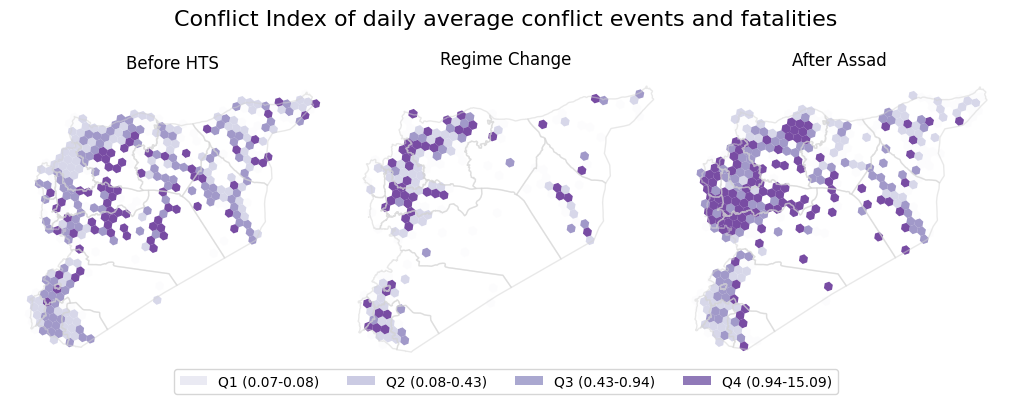 Conflict Index of daily average conflict events and fatalities
Before HTS
Regime Change
After Assad
Q1 (0.07-0.08)
Q2 (0.08-0.43)
Q3 (0.43-0.94)
Q4 (0.94-15.09)